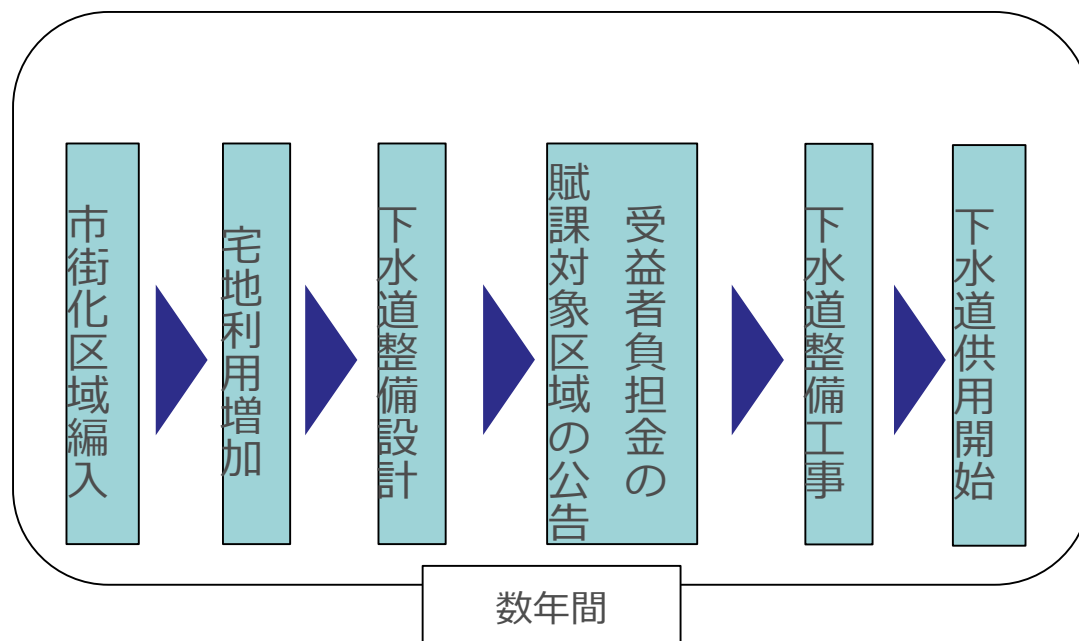 市街化区域編入
宅地利用増加
下水道整備設計
受益者負担金の
賦課対象区域の公告
下水道整備工事
下水道供用開始
数年間